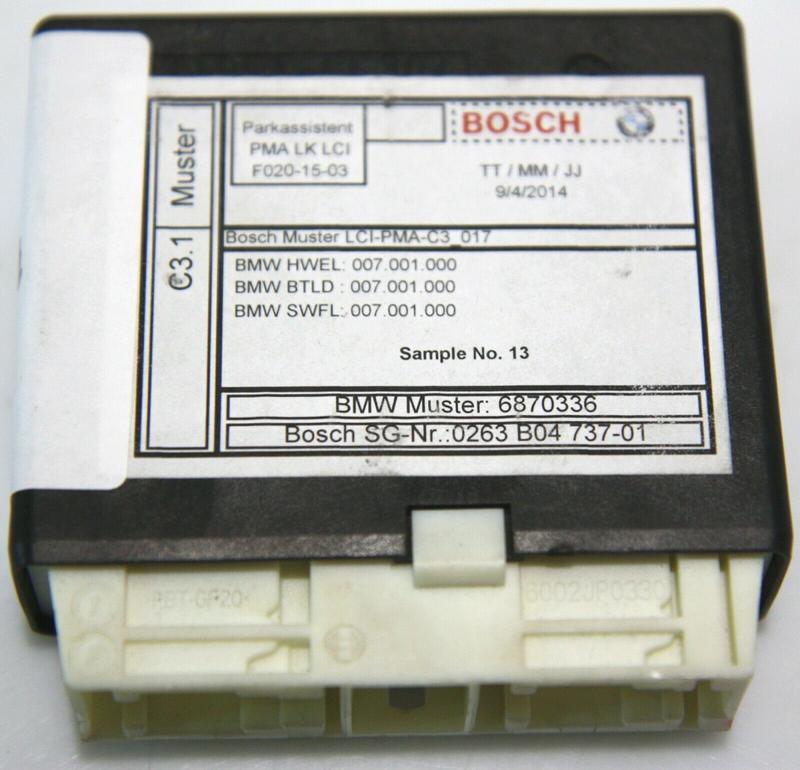 C3.1 Muster
Parkassistent
PMA LK LCI
F020-15-03
BOSCH
TT / MM / JJ
9/4/2014
Bosch Muster LCI-PMA-C3_017
BMW HWEL: 007.001.000
BMW BTLD : 007.001.000
BMW SWFL: 007.001.000
Sample No. 13
BMW Muster: 6870336
Bosch SG-Nr.:0263 B04 737-01
6002JP0330